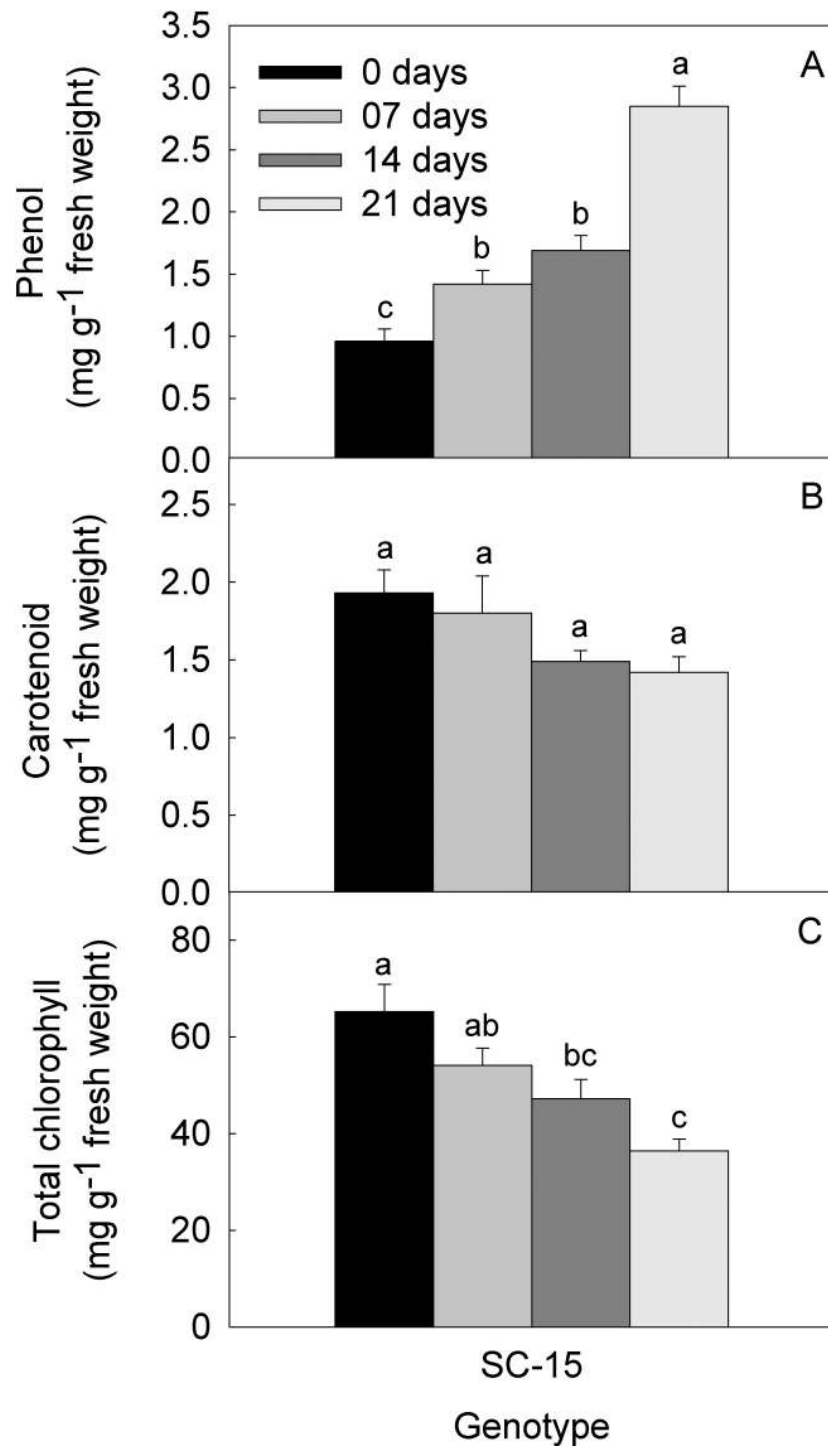 3.5
3.0
2.5
2.0
1.5
1.0
0.5
0.0
Phenol
(mg g⁻¹ fresh weight)
0 days
07 days
14 days
21 days
A
c
b
b
a
2.5
2.0
1.5
1.0
0.5
0.0
Carotenoid
(mg g⁻¹ fresh weight)
B
a
a
a
a
80
60
40
20
0
Total chlorophyll
(mg g⁻¹ fresh weight)
C
a
ab
bc
c
SC-15
Genotype